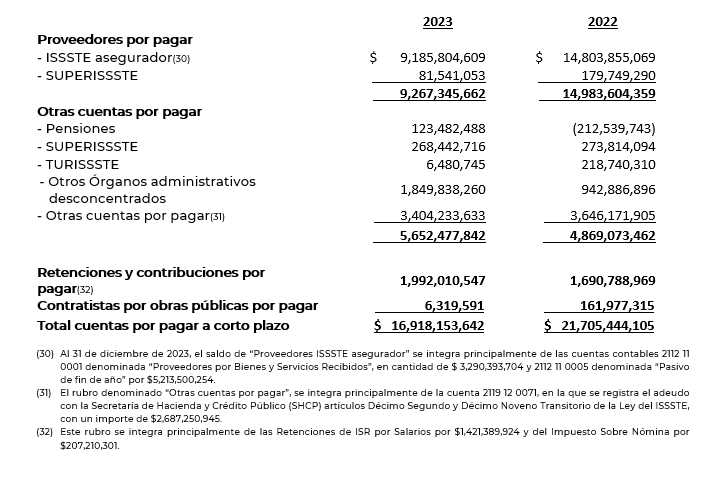 2023 2022
Proveedores por pagar
- ISSSTE asegurador(30) $ 9,185,804,609 $ 14,803,855,069
- SUPERISSSTE 81,541,053 179,749,290
9,267,345,662 14,983,604,359
Otras cuentas por pagar
- Pensiones 123,482,488 (212,539,743)
- SUPERISSSTE 268,442,716 273,814,094
- TURISSSTE 6,480,745 218,740,310
- Otros Órganos administrativos
desconcentrados 1,849,838,260 942,886,896
- Otras cuentas por pagar(31) 3,404,233,633 3,646,171,905
5,652,477,842 4,869,073,462
Retenciones y contribuciones por
pagar(32) 1,992,010,547 1,690,788,969
Contratistas por obras públicas por pagar 6,319,591 161,977,315
Total cuentas por pagar a corto plazo $ 16,918,153,642 $ 21,705,444,105
(30) Al 31 de diciembre de 2023, el saldo de “Proveedores ISSSTE asegurador” se integra principalmente de las cuentas contables 2112 11
0001 denominada “Proveedores por Bienes y Servicios Recibidos”, en cantidad de $ 3,290,393,704 y 2112 11 0005 denominada “Pasivo
de fin de año” por $5,213,500,254.
(31) El rubro denominado “Otras cuentas por pagar”, se integra principalmente de la cuenta 2119 12 0071, en la que se registra el adeudo
con la Secretaría de Hacienda y Crédito Público (SHCP) artículos Décimo Segundo y Décimo Noveno Transitorio de la Ley del ISSSTE,
con un importe de $2,687,250,945.
(32) Este rubro se integra principalmente de las Retenciones de ISR por Salarios por $1,421,389,924 y del Impuesto Sobre Nómina por
$207,210,301.